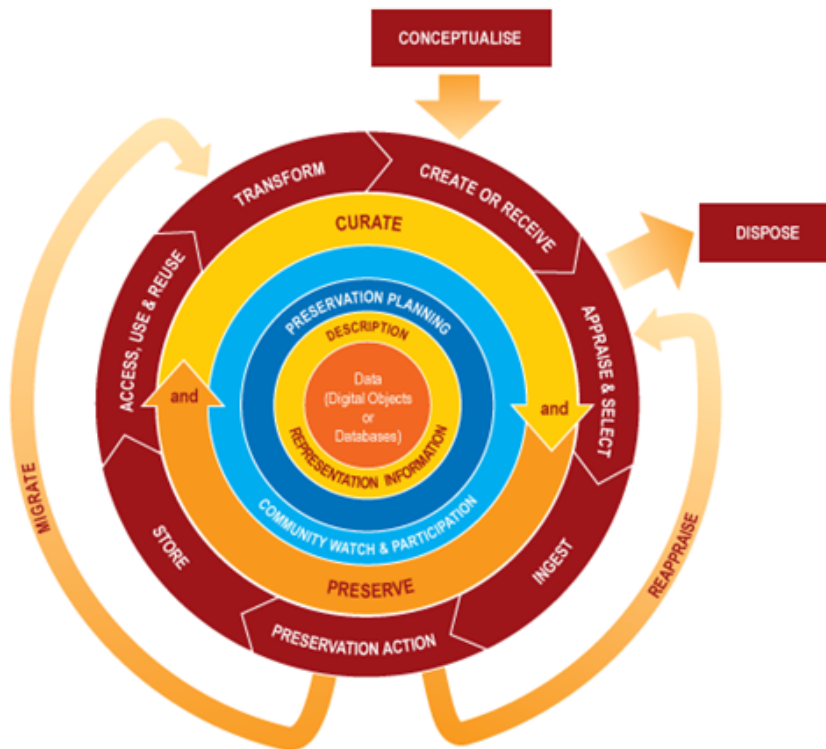 CONCEPTUALISE
TRANSFORM
CREATE OR RECEIVE
DISPOSE
CURATE
ACCESS, USE & REUSE
APPRAISE & SELECT
PRESERVATION PLANNING
DESCRIPTION
Data
(Digital Objects
or
Databases)
and
and
REPRESENTATION INFORMATION
COMMUNITY WATCH & PARTICIPATION
MIGRATE
STORE
INGEST
REAPPRAISE
PRESERVE
PRESERVATION ACTION